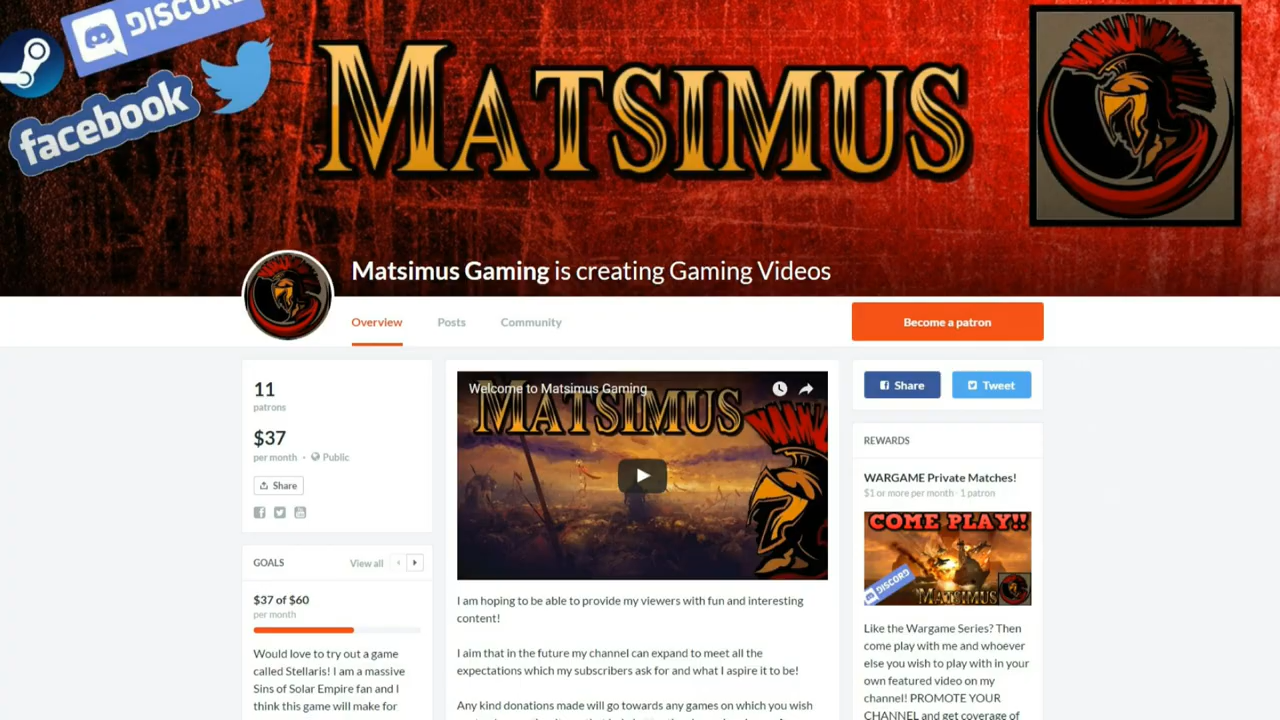 DISCORD
facebook
MATSIMUS
Matsimus Gaming is creating Gaming Videos
Overview
Posts
Community
Become a patron
11
patrons
$37
per month · Public
Share
GOALS
View all
$37 of $60
per month
Would love to try out a game
called Stellaris! I am a massive
Sins of Solar Empire fan and I
think this game will make for
Welcome to Matsimus Gaming
MATSIMUS
I am hoping to be able to provide my viewers with fun and interesting
content!
I aim that in the future my channel can expand to meet all the
expectations which my subscribers ask for and what I aspire it to be!
Any kind donations made will go towards any games on which you wish
Share
Tweet
REWARDS
WARGAME Private Matches!
$1 or more per month · 1 patron
COME PLAY!!
DISCORD
MATSIMUS
Like the Wargame Series? Then
come play with me and whoever
else you wish to play with in your
own featured video on my
channel! PROMOTE YOUR
CHANNEL and get coverage of